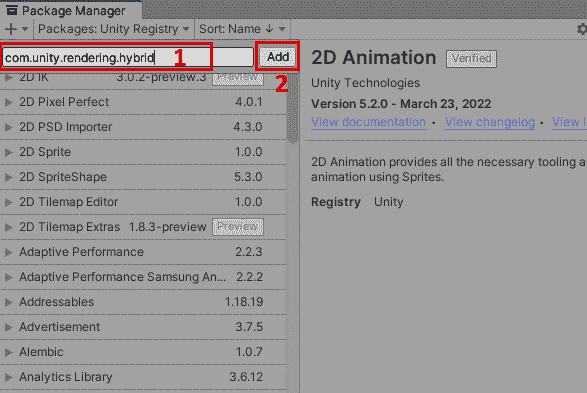 Package Manager
+ Packages: Unity Registry Sort: Name ↓
com.unity.rendering.hybrid 1 Add
2
2D IK 3.0.2-preview.3 Preview
2D Pixel Perfect 4.0.1
2D PSD Importer 4.3.0
2D Sprite 1.0.0
2D SpriteShape 5.3.0
2D Tilemap Editor 1.0.0
2D Tilemap Extras 1.8.3-preview Preview
Adaptive Performance 2.2.3
Adaptive Performance Samsung An... 2.2.2
Addressables 1.18.19
Advertisement 3.7.5
Alembic 1.0.7
Analytics Library 3.6.12
2D Animation Verified
Unity Technologies
Version 5.2.0 - March 23, 2022
View documentation • View changelog • View l
2D Animation provides all the necessary tooling a
animation using Sprites.
Registry Unity